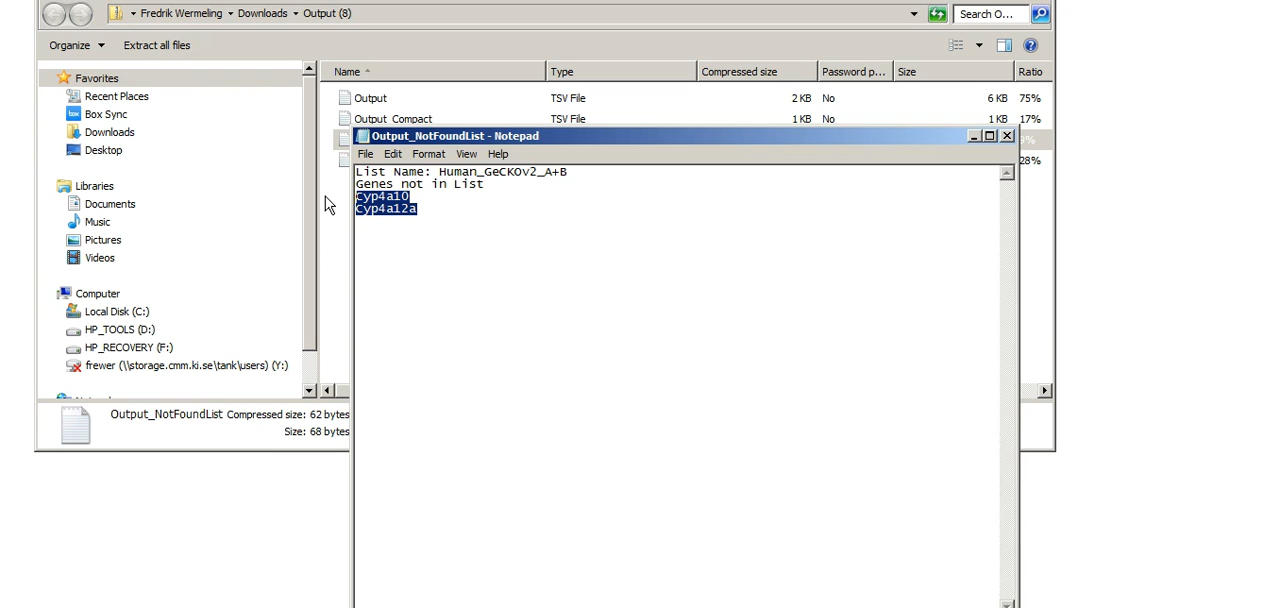 Fredrik Wermeling Downloads Output (8)
Search O...
Organize Extract all files
Favorites
Recent Places
Box Sync
Downloads
Desktop
Libraries
Documents
Music
Pictures
Videos
Computer
Local Disk (C:)
HP_TOOLS (D:)
HP_RECOVERY (F:)
frewer (\\storage.cmm.ki.se\tank\users) (Y:)
Name Type Compressed size Password p... Size Ratio
Output TSV File 2 KB No 6 KB 75%
Output_Compact TSV File 1 KB No 1 KB 17%
28%
Output_NotFoundList - Notepad
File Edit Format View Help
List Name: Human_GeCKOv2_A+B
Genes not in List
Cyp4a10
Cyp4a12a
Output_NotFoundList Compressed size: 62 bytes
Size: 68 bytes